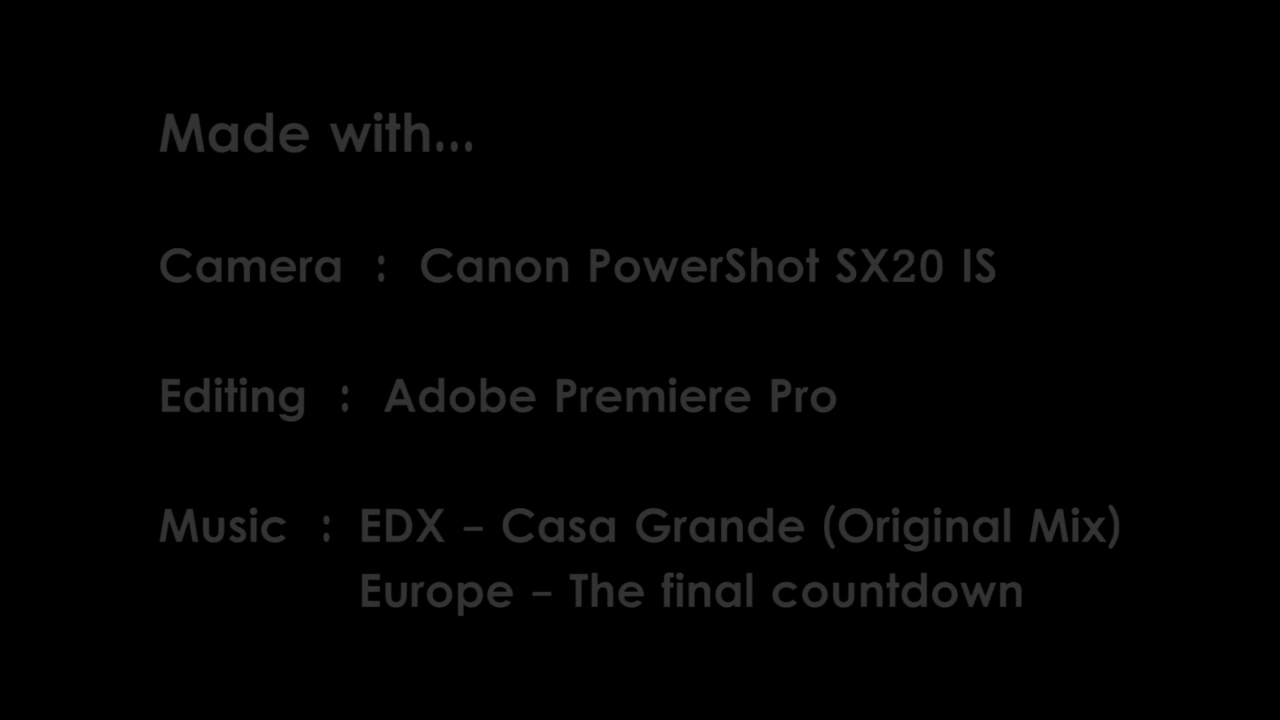 Made with...
Camera : Canon PowerShot SX20 IS
Editing : Adobe Premiere Pro
Music : EDX – Casa Grande (Original Mix)
Europe – The final countdown